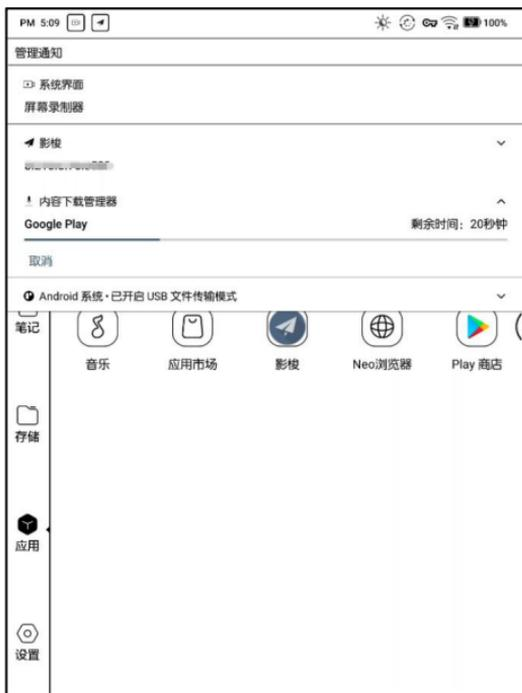 PM 5:09
100%
管理通知
系统界面
屏幕录制器
影梭
内容下载管理器
Google Play 剩余时间：20秒钟
取消
Android 系统 • 已开启 USB 文件传输模式
笔记
音乐 应用市场 影梭 Neo浏览器 Play 商店
存储
应用
设置